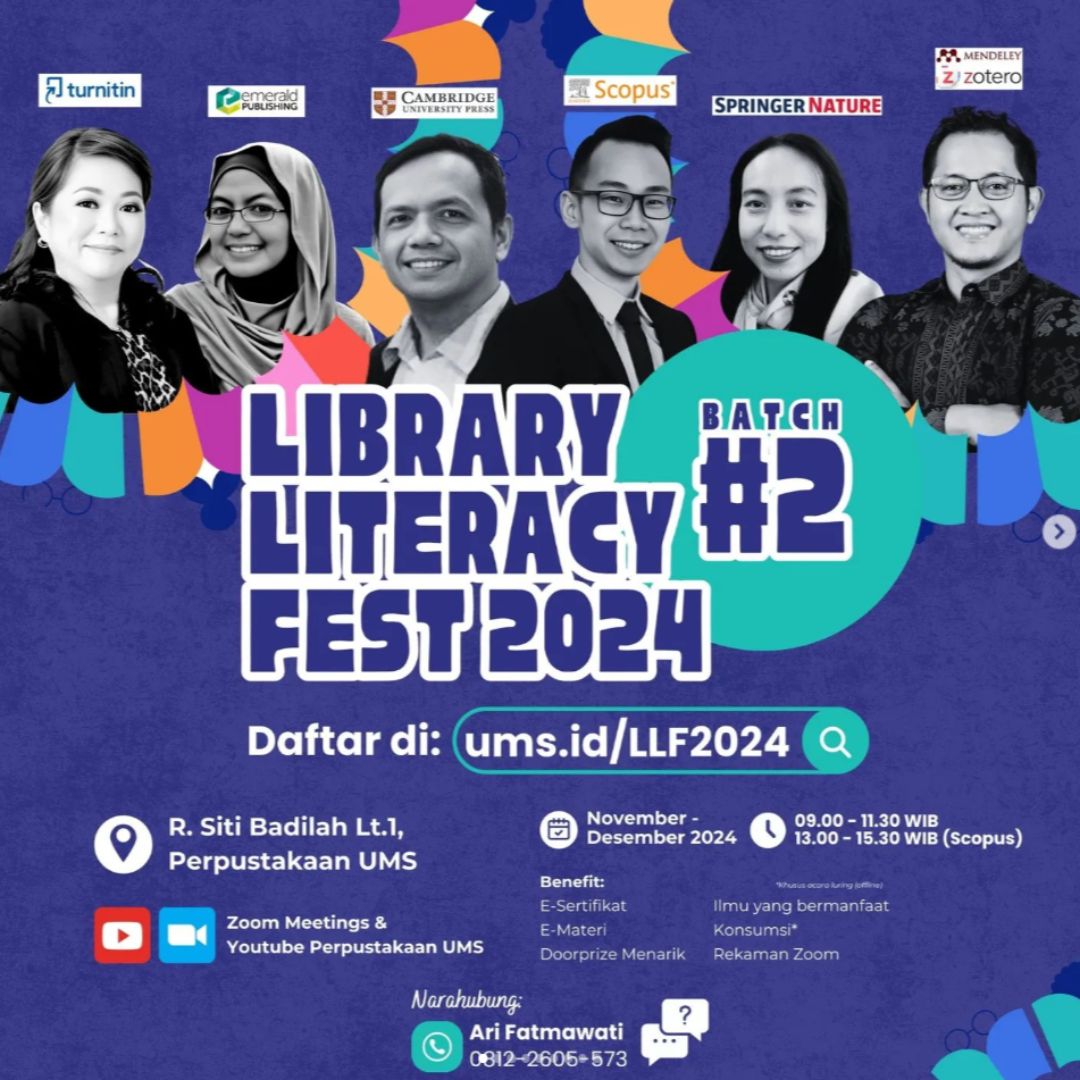 turnitin
emerald
PUBLISHING
CAMBRIDGE
UNIVERSITY PRESS
Scopus
SPRINGER NATURE
MENDELEY
zotero
LIBRARY
LITERACY
FEST 2024
BATCH
#2
Daftar di: ums.id/LLF2024
R. Siti Badilah Lt.1,
Perpustakaan UMS
November -
Desember 2024
09.00 – 11.30 WIB
13.00 – 15.30 WIB (Scopus)
Zoom Meetings &
Youtube Perpustakaan UMS
Benefit:
*Khusus acara luring (offline)
E-Sertifikat
Ilmu yang bermanfaat
E-Materi
Konsumsi*
Doorprize Menarik
Rekaman Zoom
Narahubung:
Ari Fatmawati
0812-2605-573
?